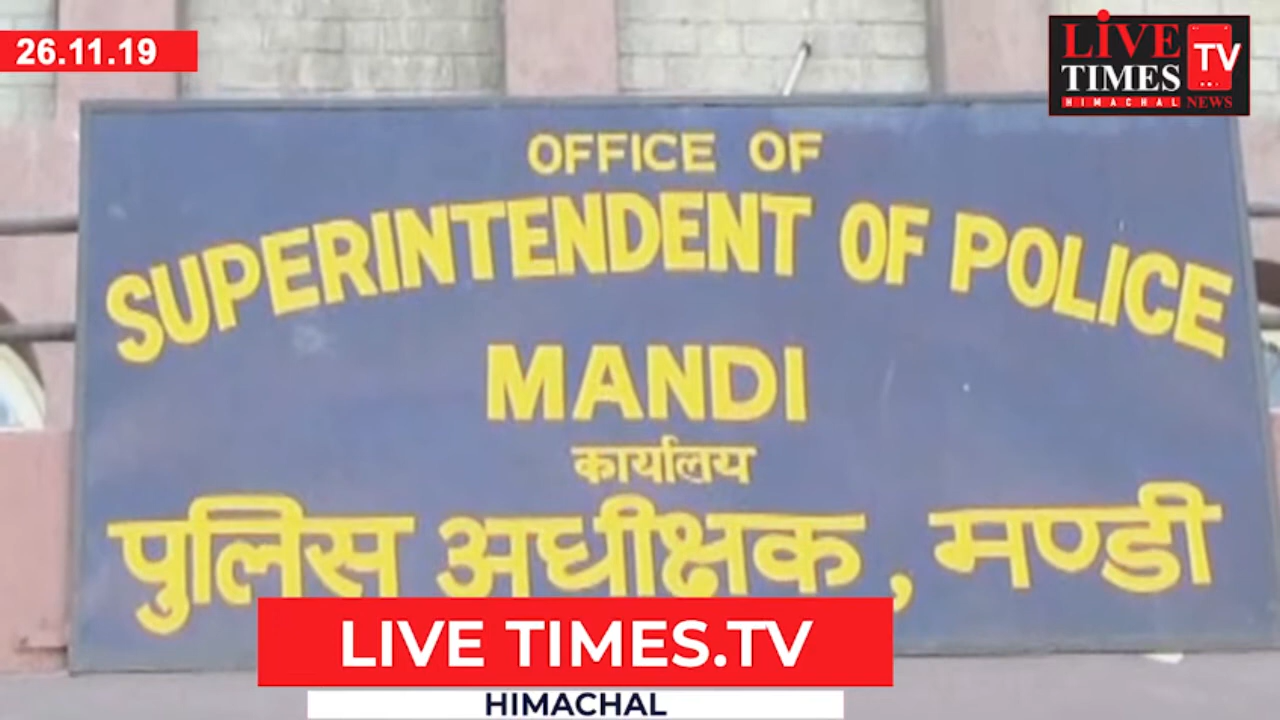 26.11.19
LiVE
TIMES TV
HIMACHAL NEWS
OFFICE OF
SUPERINTENDENT OF POLICE
MANDI
कार्यालय
पुलिस अधीक्षक, मण्डी
LIVE TIMES.TV
HIMACHAL